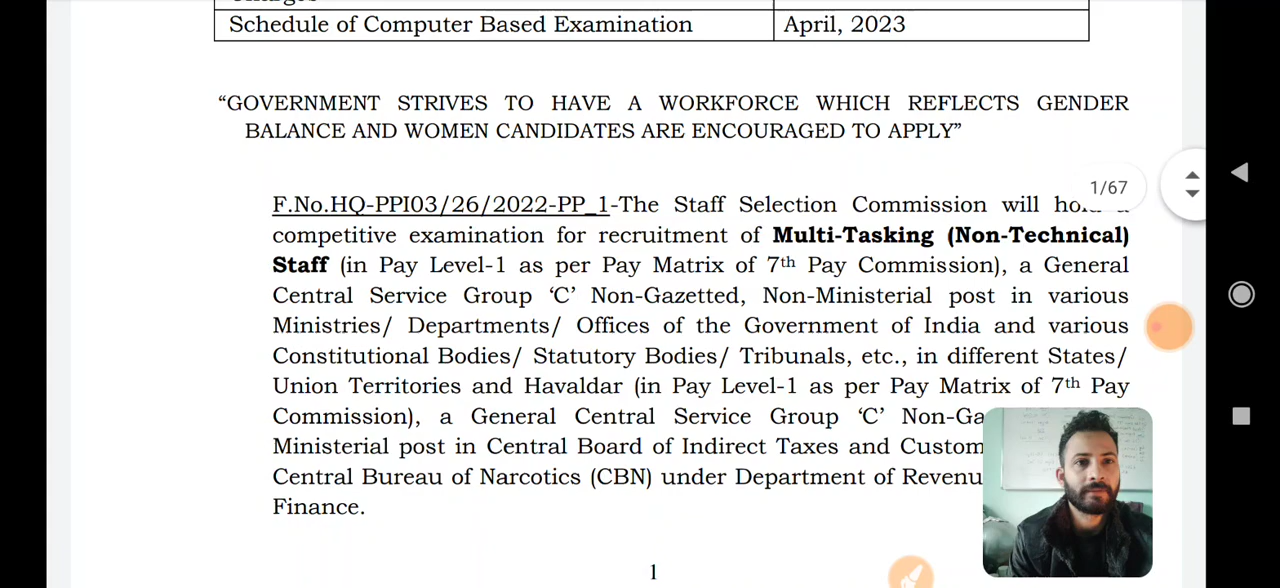 Schedule of Computer Based Examination April, 2023
“GOVERNMENT STRIVES TO HAVE A WORKFORCE WHICH REFLECTS GENDER
BALANCE AND WOMEN CANDIDATES ARE ENCOURAGED TO APPLY”
1/67
F.No.HQ-PPI03/26/2022-PP_1-The Staff Selection Commission will
competitive examination for recruitment of Multi-Tasking (Non-Technical)
Staff (in Pay Level-1 as per Pay Matrix of 7th Pay Commission), a General
Central Service Group ‘C’ Non-Gazetted, Non-Ministerial post in various
Ministries/ Departments/ Offices of the Government of India and various
Constitutional Bodies/ Statutory Bodies/ Tribunals, etc., in different States/
Union Territories and Havaldar (in Pay Level-1 as per Pay Matrix of 7th Pay
Commission), a General Central Service Group ‘C’
Ministerial post in Central Board of Indirect Taxes and
Central Bureau of Narcotics (CBN) under Department of
Finance.
1